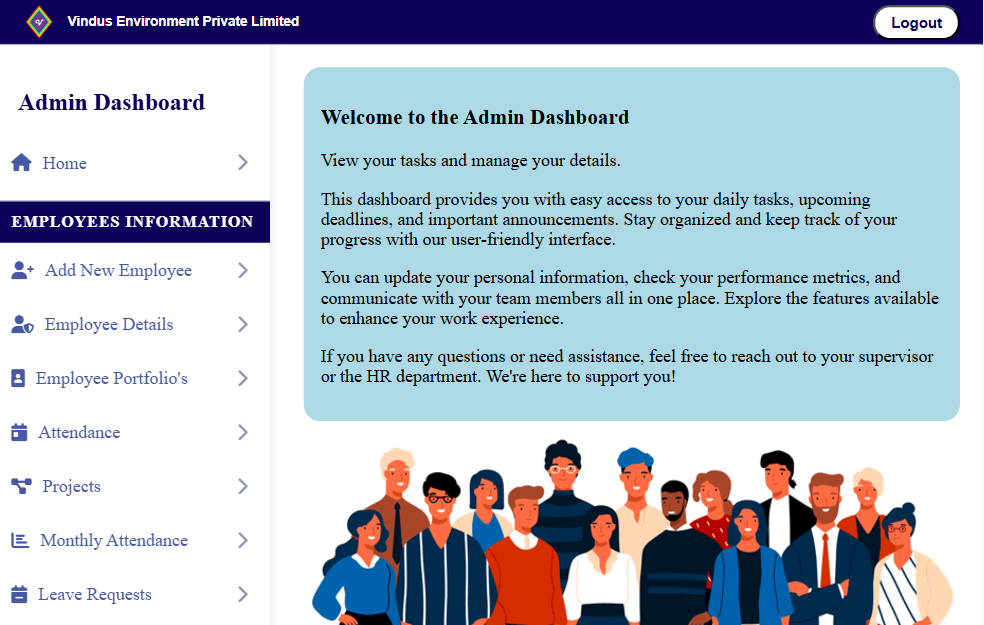 Vindus Environment Private Limited
Logout
Admin Dashboard
Home
EMPLOYEES INFORMATION
Add New Employee
Employee Details
Employee Portfolio's
Attendance
Projects
Monthly Attendance
Leave Requests
Welcome to the Admin Dashboard
View your tasks and manage your details.
This dashboard provides you with easy access to your daily tasks, upcoming
deadlines, and important announcements. Stay organized and keep track of your
progress with our user-friendly interface.
You can update your personal information, check your performance metrics, and
communicate with your team members all in one place. Explore the features available
to enhance your work experience.
If you have any questions or need assistance, feel free to reach out to your supervisor
or the HR department. We're here to support you!